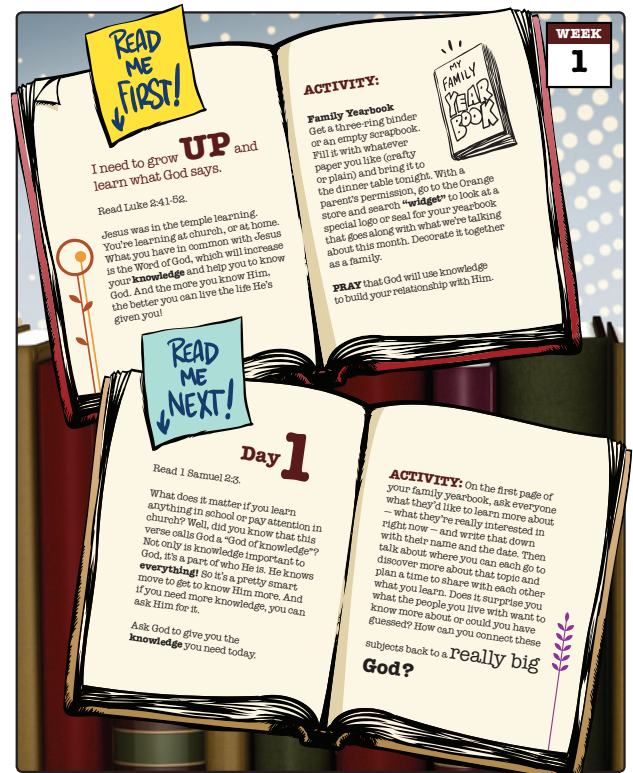 WEEK
1
READ
ME
FIRST!
I need to grow UP and
learn what God says.
Read Luke 2:41-52.
Jesus was in the temple learning.
You're learning at church, or at home.
What you have in common with Jesus
is the Word of God, which will increase
your knowledge and help you to know
God. And the more you know Him,
the better you can live the life He's
given you!
ACTIVITY:
Family Yearbook
Get a three-ring binder
or an empty scrapbook.
Fill it with whatever
paper you like (crafty
or plain) and bring it to
the dinner table tonight. With a
parent's permission, go to the Orange
store and search "widget" to look at a
special logo or seal for your yearbook
that goes along with what we're talking
about this month. Decorate it together
as a family.
PRAY that God will use knowledge
to build your relationship with Him.
MY
FAMILY
YEAR
BOOK
READ
ME
NEXT!
Day 1
Read 1 Samuel 2:3.
What does it matter if you learn
anything in school or pay attention in
church? Well, did you know that this
verse calls God a "God of knowledge"?
Not only is knowledge important to
God, it's a part of who He is. He knows
everything! So it's a pretty smart
move to get to know Him more. And
if you need more knowledge, you can
ask Him for it.
Ask God to give you the
knowledge you need today.
ACTIVITY: On the first page of
your family yearbook, ask everyone
what they'd like to learn more about
— what they're really interested in
right now — and write that down
with their name and the date. Then
talk about where you can each go to
discover more about that topic and
plan a time to share with each other
what you learn. Does it surprise you
what the people you live with want to
know more about or could you have
guessed? How can you connect these
subjects back to a really big
God?